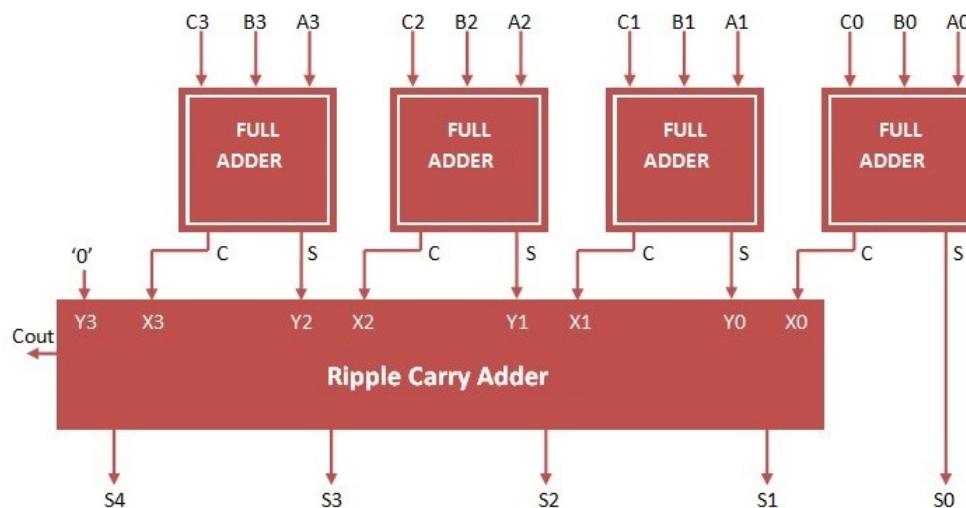 C3 B3 A3 C2 B2 A2 C1 B1 A1 C0 B0 A0
FULL ADDER
FULL ADDER
FULL ADDER
FULL ADDER
‘0’ C S C S C S C S
Y3 X3 Y2 X2 Y1 X1 Y0 X0
Cout
Ripple Carry Adder
S4 S3 S2 S1 S0